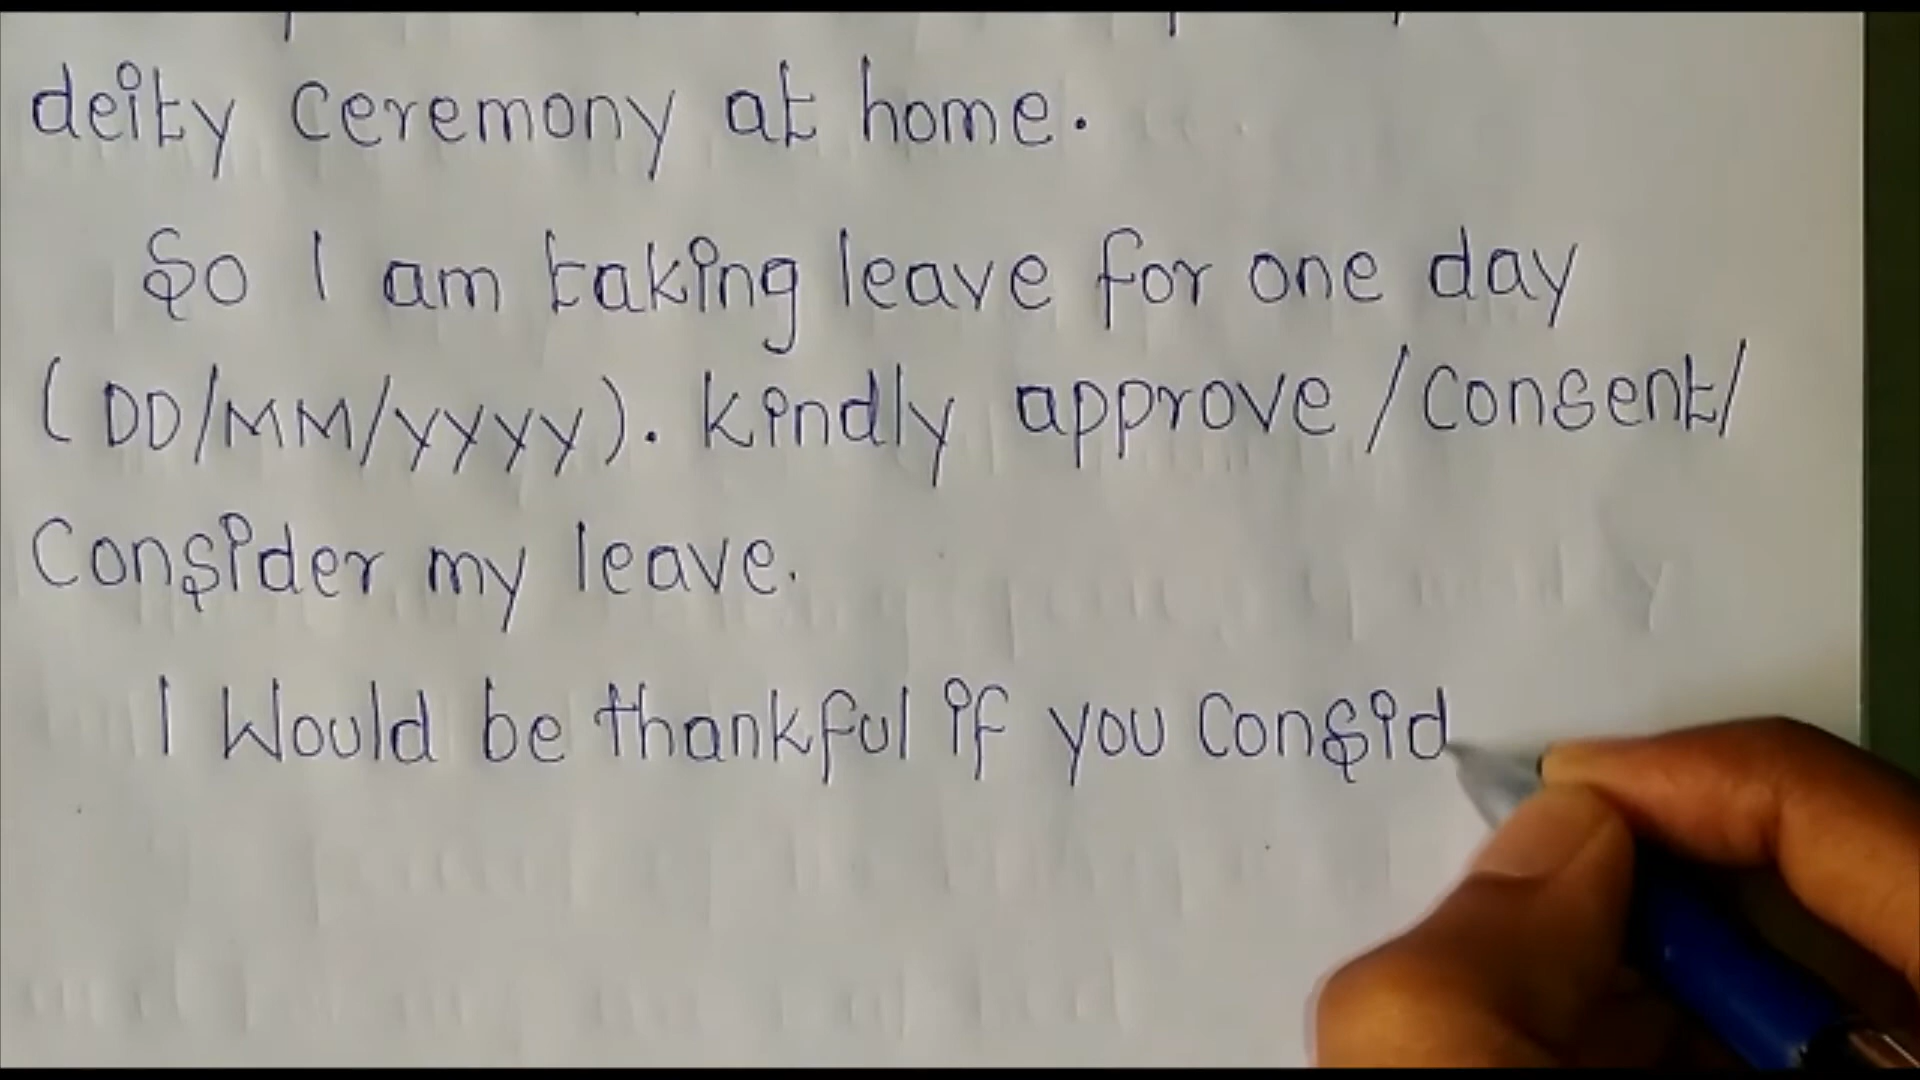 deity ceremony at home.
So I am taking leave for one day
(DD/MM/YYYY). Kindly approve / Consent/
Consider my leave.
I Would be thankful if you Consid